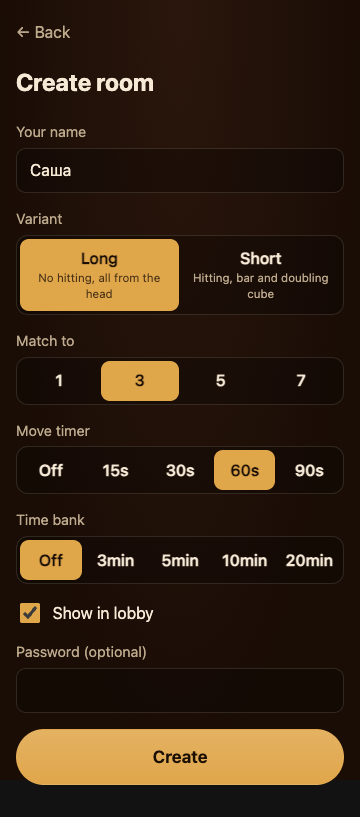 ← Back
Create room
Your name
Саша
Variant
Long
No hitting, all from the
head
Short
Hitting, bar and doubling
cube
Match to
1 3 5 7
Move timer
Off 15s 30s 60s 90s
Time bank
Off 3min 5min 10min 20min
Show in lobby
Password (optional)
Create